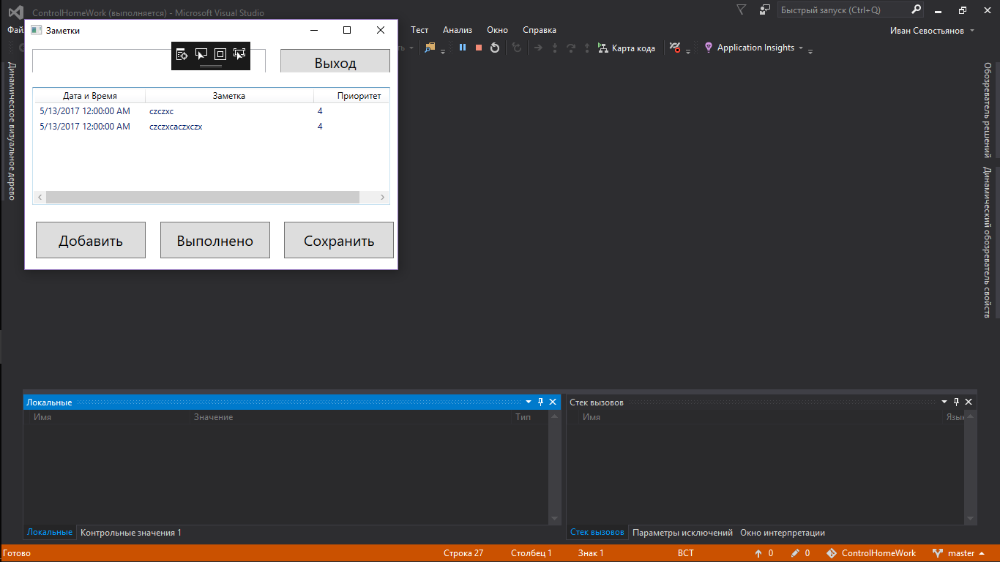 ControlHomeWork (выполняется) - Microsoft Visual Studio
Быстрый запуск (Ctrl+Q)
Тест Анализ Окно Справка
Иван Севостьянов
Карта кода
Application Insights
Заметки
Выход
Дата и Время Заметка Приоритет
5/13/2017 12:00:00 AM czczxc 4
5/13/2017 12:00:00 AM czczxcaczxczx 4
Добавить Выполнено Сохранить
Динамическое визуальное дерево
Обозреватель решений
Динамический обозреватель свойств
Локальные
Имя Значение Тип
Стек вызовов
Имя
Локальные Контрольные значения 1
Стек вызовов Параметры исключений Окно интерпретации
Готово Строка 27 Столбец 1 Знак 1 ВСТ 0 0 ControlHomeWork master